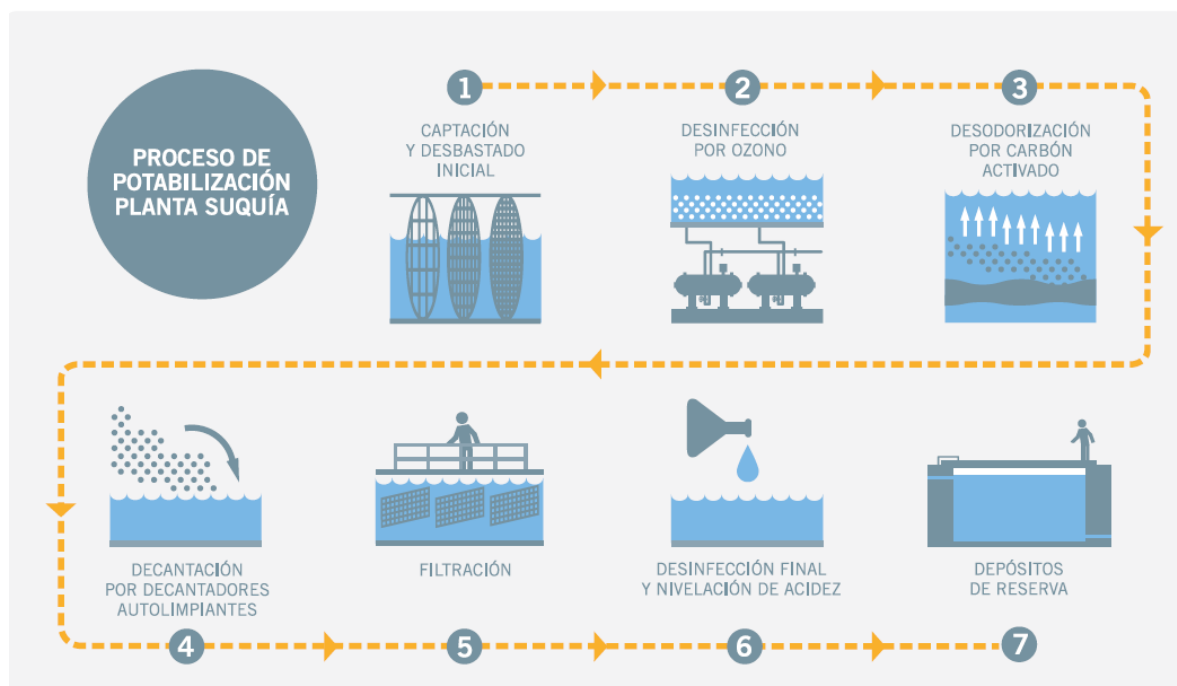 PROCESO DE
POTABILIZACIÓN
PLANTA SUQUÍA
1
CAPTACIÓN
Y DESBASTADO
INICIAL
2
DESINFECCIÓN
POR OZONO
3
DESODORIZACIÓN
POR CARBÓN
ACTIVADO
DECANTACIÓN
POR DECANTADORES
AUTOLIMPIANTES
4
FILTRACIÓN
5
DESINFECCIÓN FINAL
Y NIVELACIÓN DE ACIDEZ
6
DEPÓSITOS
DE RESERVA
7